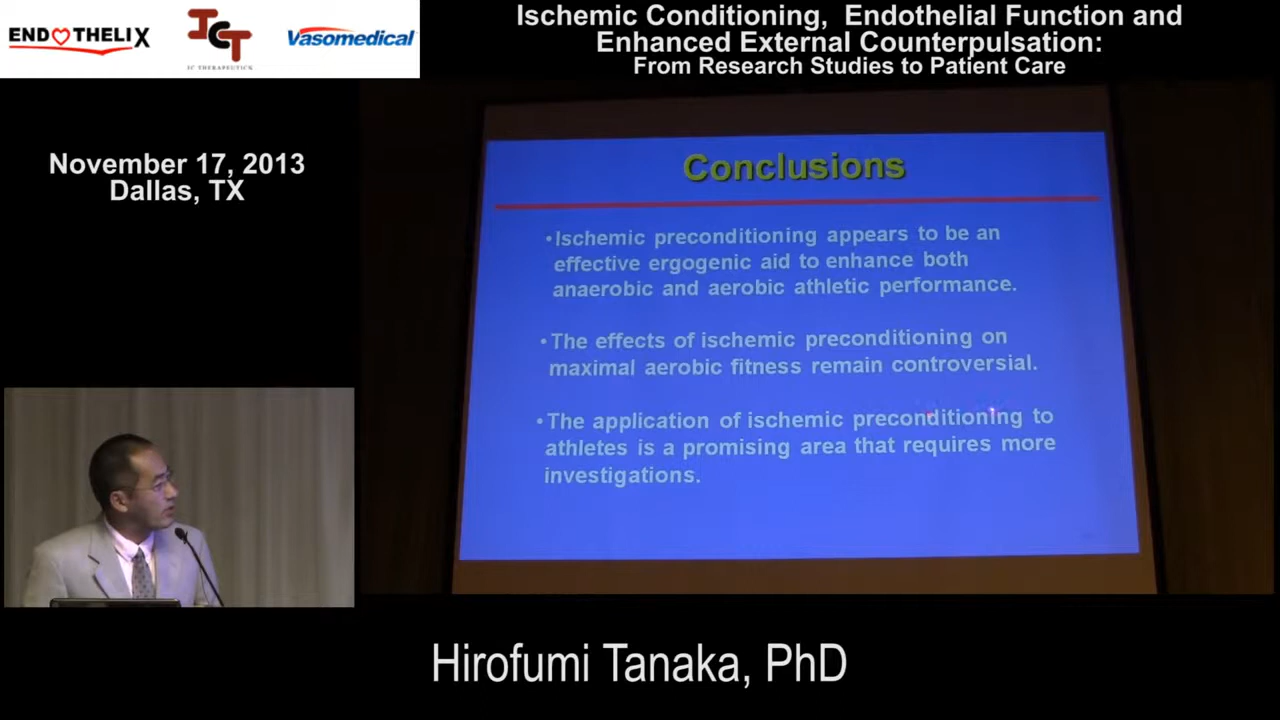 ENDOTHELIX
ICT
IC THERAPEUTICS
Vasomedical
Ischemic Conditioning, Endothelial Function and
Enhanced External Counterpulsation:
From Research Studies to Patient Care
November 17, 2013
Dallas, TX
Conclusions
•Ischemic preconditioning appears to be an
effective ergogenic aid to enhance both
anaerobic and aerobic athletic performance.
•The effects of ischemic preconditioning on
maximal aerobic fitness remain controversial.
•The application of ischemic preconditioning to
athletes is a promising area that requires more
investigations.
Hirofumi Tanaka, PhD